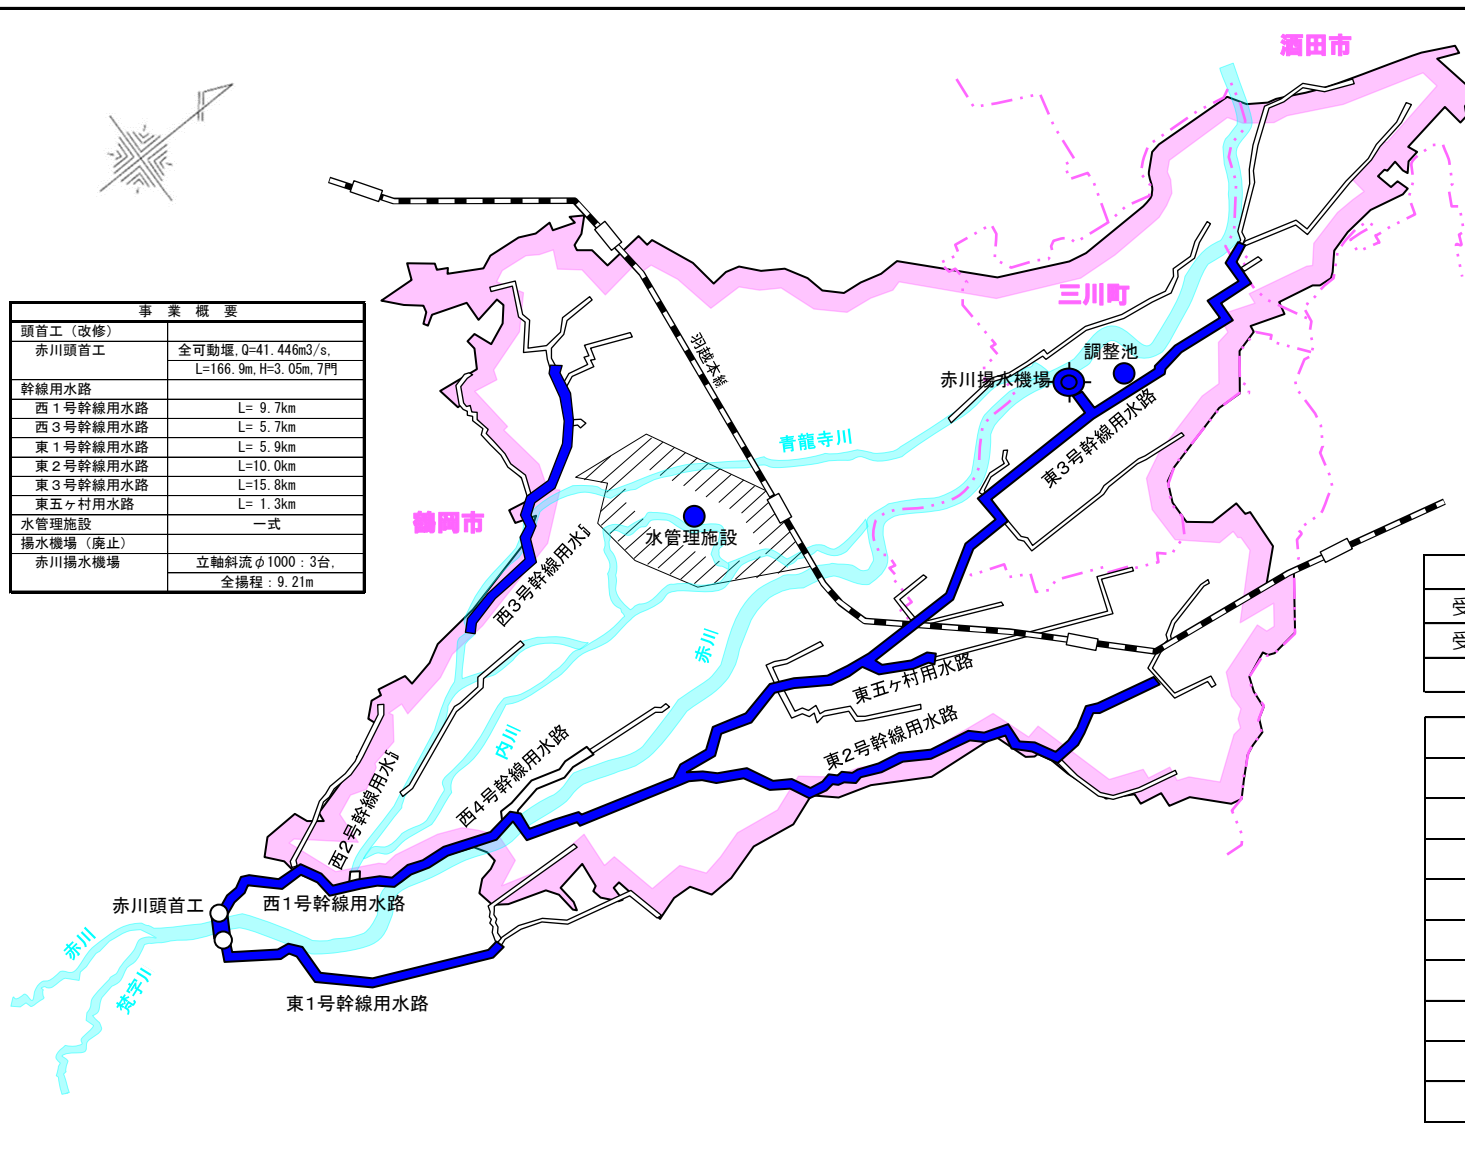 酒田市
三川町
鶴岡市
事 業 概 要
頭首工（改修）
赤川頭首工 全可動堰,Q=41.446m3/s,
L=166.9m,H=3.05m,7門
幹線用水路
西１号幹線用水路 L= 9.7km
西３号幹線用水路 L= 5.7km
東１号幹線用水路 L= 5.9km
東２号幹線用水路 L=10.0km
東３号幹線用水路 L=15.8km
東五ヶ村用水路 L= 1.3km
水管理施設 一式
揚水機場（廃止）
赤川揚水機場 立軸斜流φ1000：3台,
全揚程：9.21m
羽越本線
調整池
赤川揚水機場
東3号幹線用水路
青龍寺川
水管理施設
西3号幹線用水
赤川
東五ヶ村用水路
東2号幹線用水路
内川
西4号幹線用水路
西2号幹線用水
赤川頭首工
西1号幹線用水路
赤川
梵字川
東1号幹線用水路
受
受